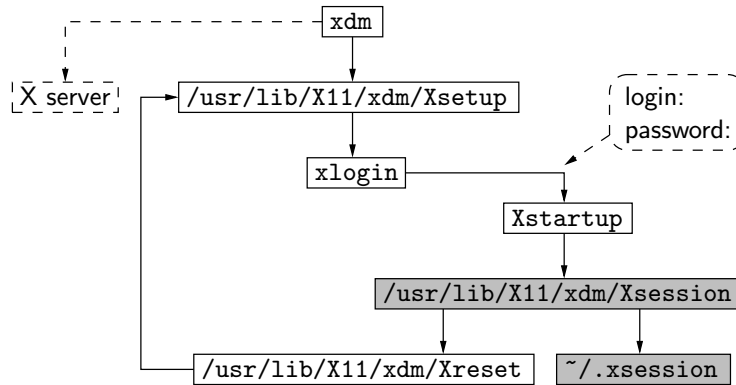 xdm
X server
/usr/lib/X11/xdm/Xsetup
login:
password:
xlogin
Xstartup
/usr/lib/X11/xdm/Xsession
/usr/lib/X11/xdm/Xreset
~/.xsession